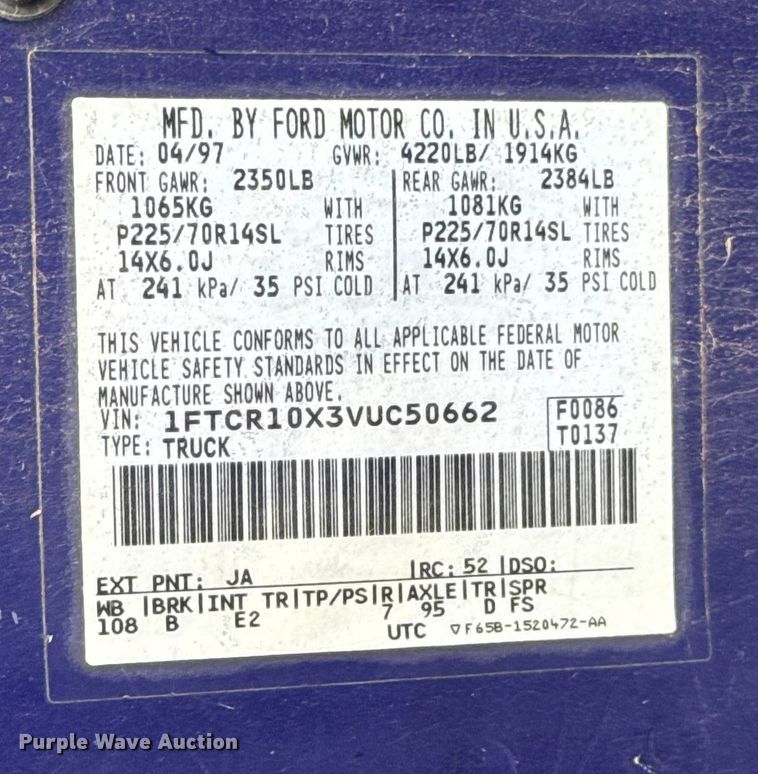 MFD. BY FORD MOTOR CO. IN U.S.A.
DATE: 04/97 GVWR: 4220LB/ 1914KG
FRONT GAWR: 2350LB REAR GAWR: 2384LB
1065KG WITH 1081KG WITH
P225/70R14SL TIRES P225/70R14SL TIRES
14X6.0J RIMS 14X6.0J RIMS
AT 241 kPa/ 35 PSI COLD AT 241 kPa/ 35 PSI COLD
THIS VEHICLE CONFORMS TO ALL APPLICABLE FEDERAL MOTOR
VEHICLE SAFETY STANDARDS IN EFFECT ON THE DATE OF
MANUFACTURE SHOWN ABOVE.
VIN: 1FTCR10X3VUC50662 F0086
TYPE: TRUCK T0137
EXT PNT: JA RC: 52 DSO:
WB BRK INT TR TP/PS R AXLE TR SPR
108 B E2 7 95 D FS
UTC ▽F65B-1520472-AA
Purple Wave Auction